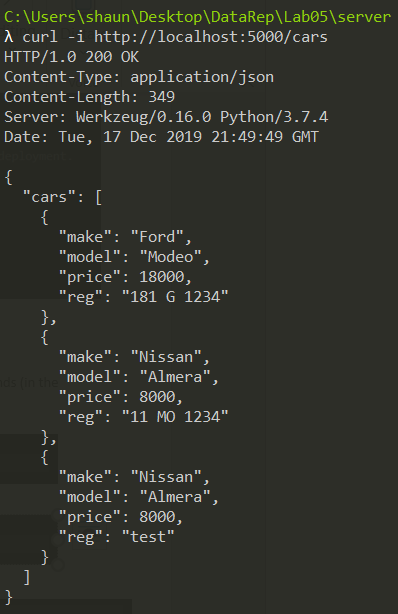 C:\Users\shaun\Desktop\DataRep\Lab05\server
λ curl -i http://localhost:5000/cars
HTTP/1.0 200 OK
Content-Type: application/json
Content-Length: 349
Server: Werkzeug/0.16.0 Python/3.7.4
Date: Tue, 17 Dec 2019 21:49:49 GMT

{
  "cars": [
    {
      "make": "Ford",
      "model": "Modeo",
      "price": 18000,
      "reg": "181 G 1234"
    },
    {
      "make": "Nissan",
      "model": "Almera",
      "price": 8000,
      "reg": "11 MO 1234"
    },
    {
      "make": "Nissan",
      "model": "Almera",
      "price": 8000,
      "reg": "test"
    }
  ]
}